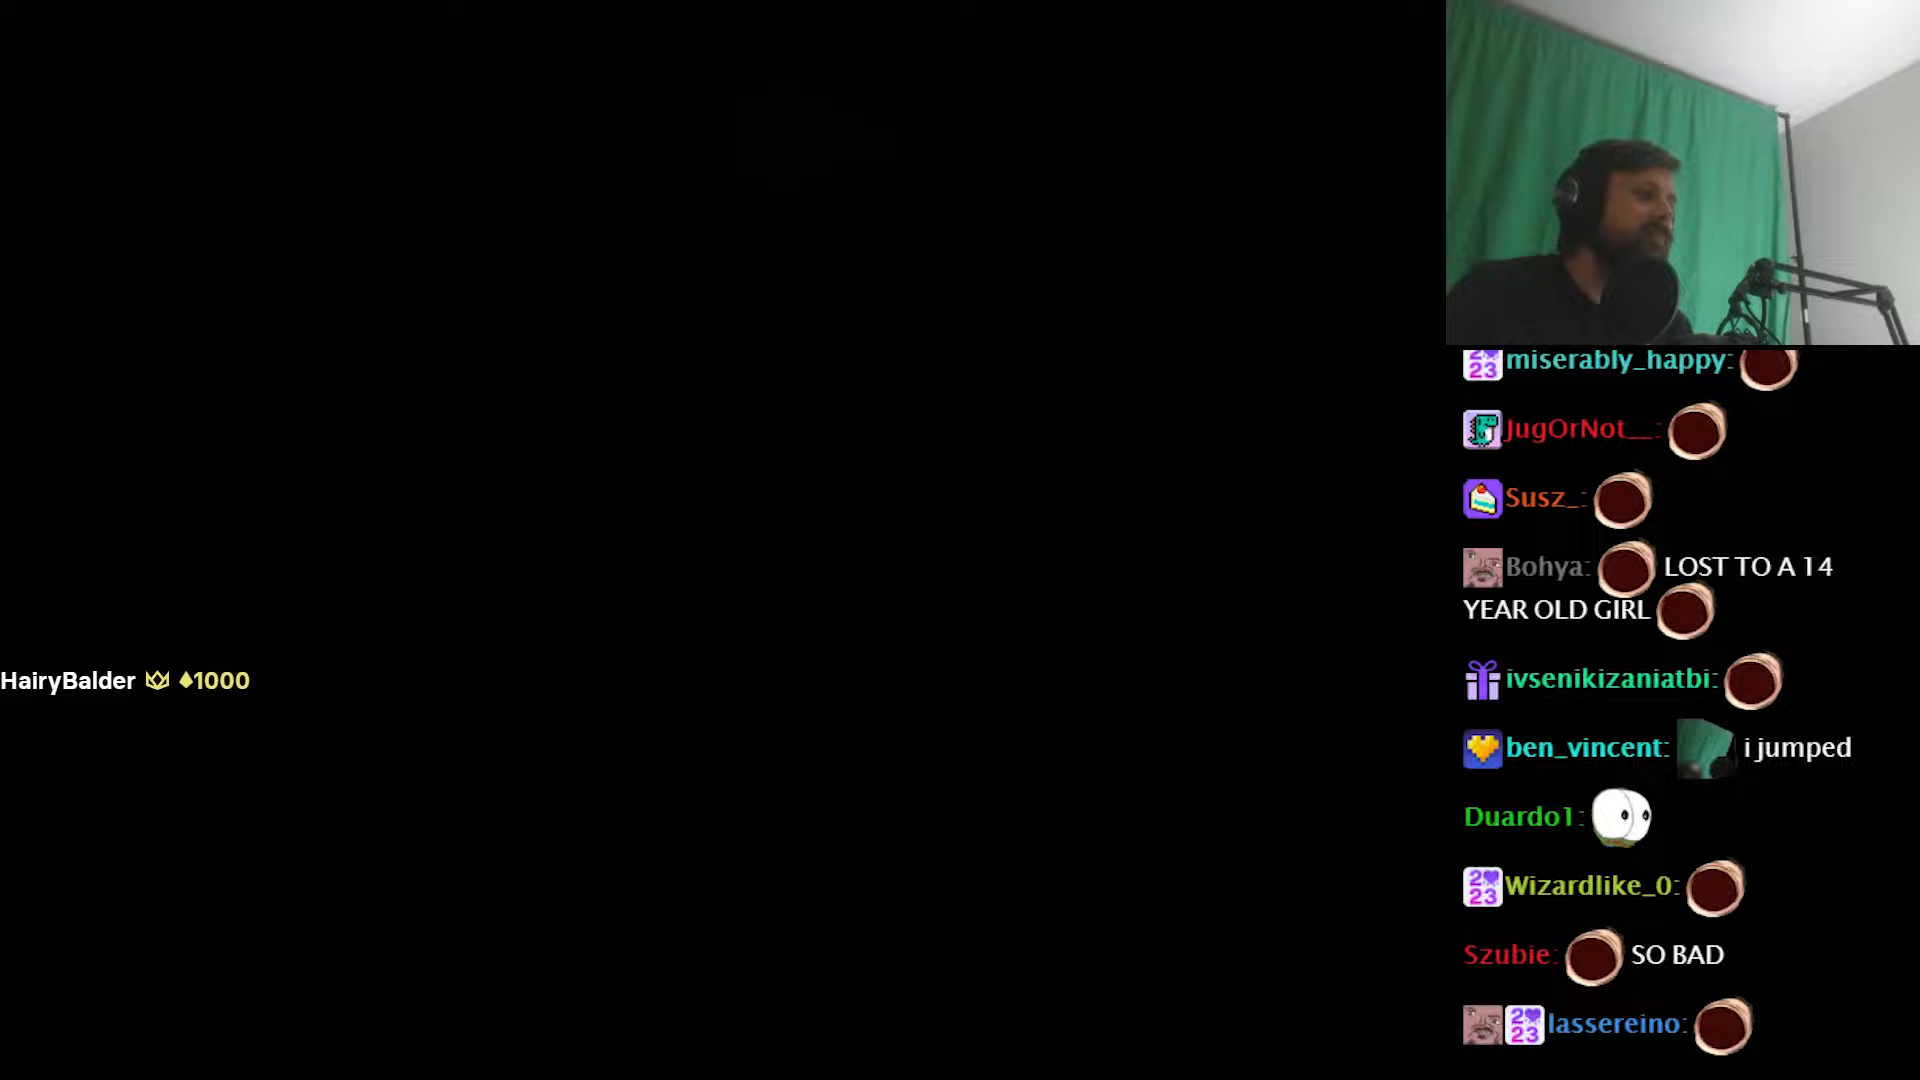 miserably_happy:
JugOrNot__:
Susz_:
Bohya: LOST TO A 14
YEAR OLD GIRL
HairyBalder 1000
ivsenikizaniatbi:
ben_vincent: i jumped
Duardo1:
Wizardlike_0:
Szubie: SO BAD
lassereino: